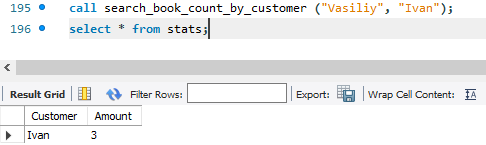 195 call search_book_count_by_customer ("Vasiliy", "Ivan");
196 select * from stats;
Result Grid Filter Rows: Export: Wrap Cell Content: IA
Customer Amount
Ivan 3